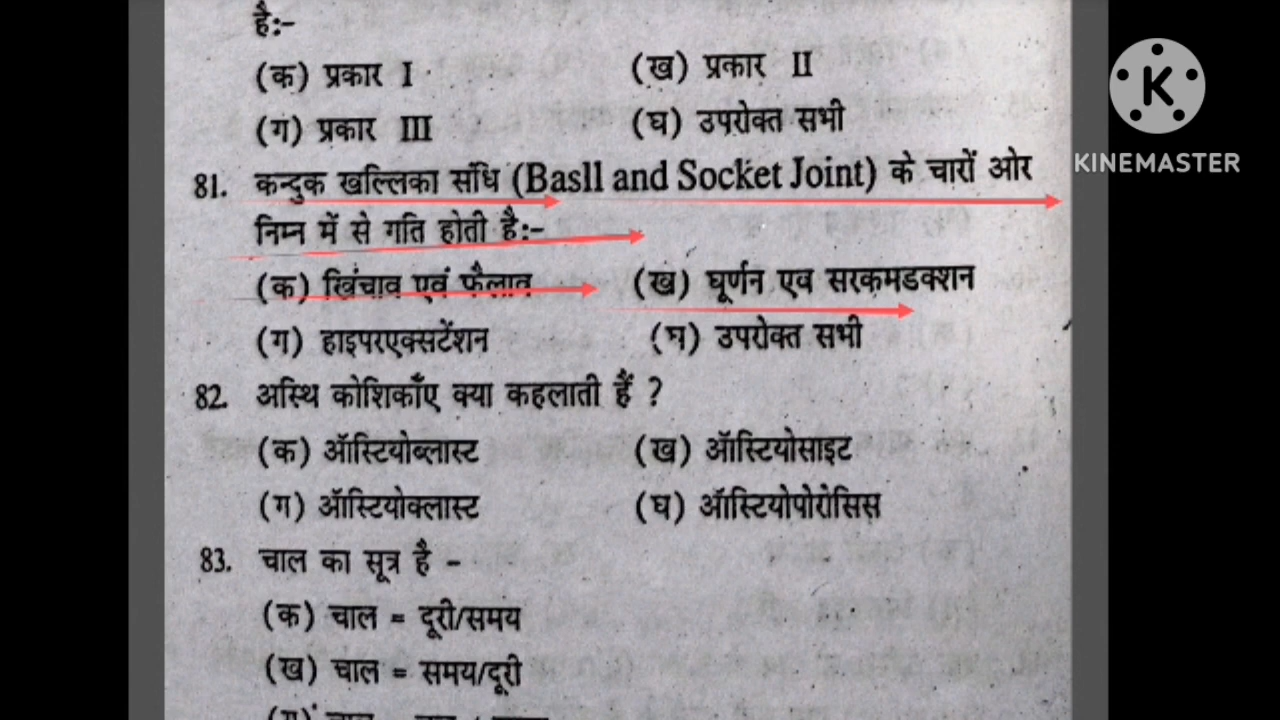 है:-
(क) प्रकार I
(ख) प्रकार II
(ग) प्रकार III
(घ) उपरोक्त सभी
81. कन्दुक खल्लिका संधि (Basll and Socket Joint) के चारों ओर
निम्न में से गति होती है:-
(क) खिंचाव एवं फैलाव
(ख) घूर्णन एव सरकमडक्शन
(ग) हाइपरएक्सटेंशन
(घ) उपरोक्त सभी
82. अस्थि कोशिकाँए क्या कहलाती हैं ?
(क) ऑस्टियोब्लास्ट
(ख) ऑस्टियोसाइट
(ग) ऑस्टियोक्लास्ट
(घ) ऑस्टियोपोरोसिस
83. चाल का सूत्र है -
(क) चाल = दूरी/समय
(ख) चाल = समय/दूरी
K
KINEMASTER